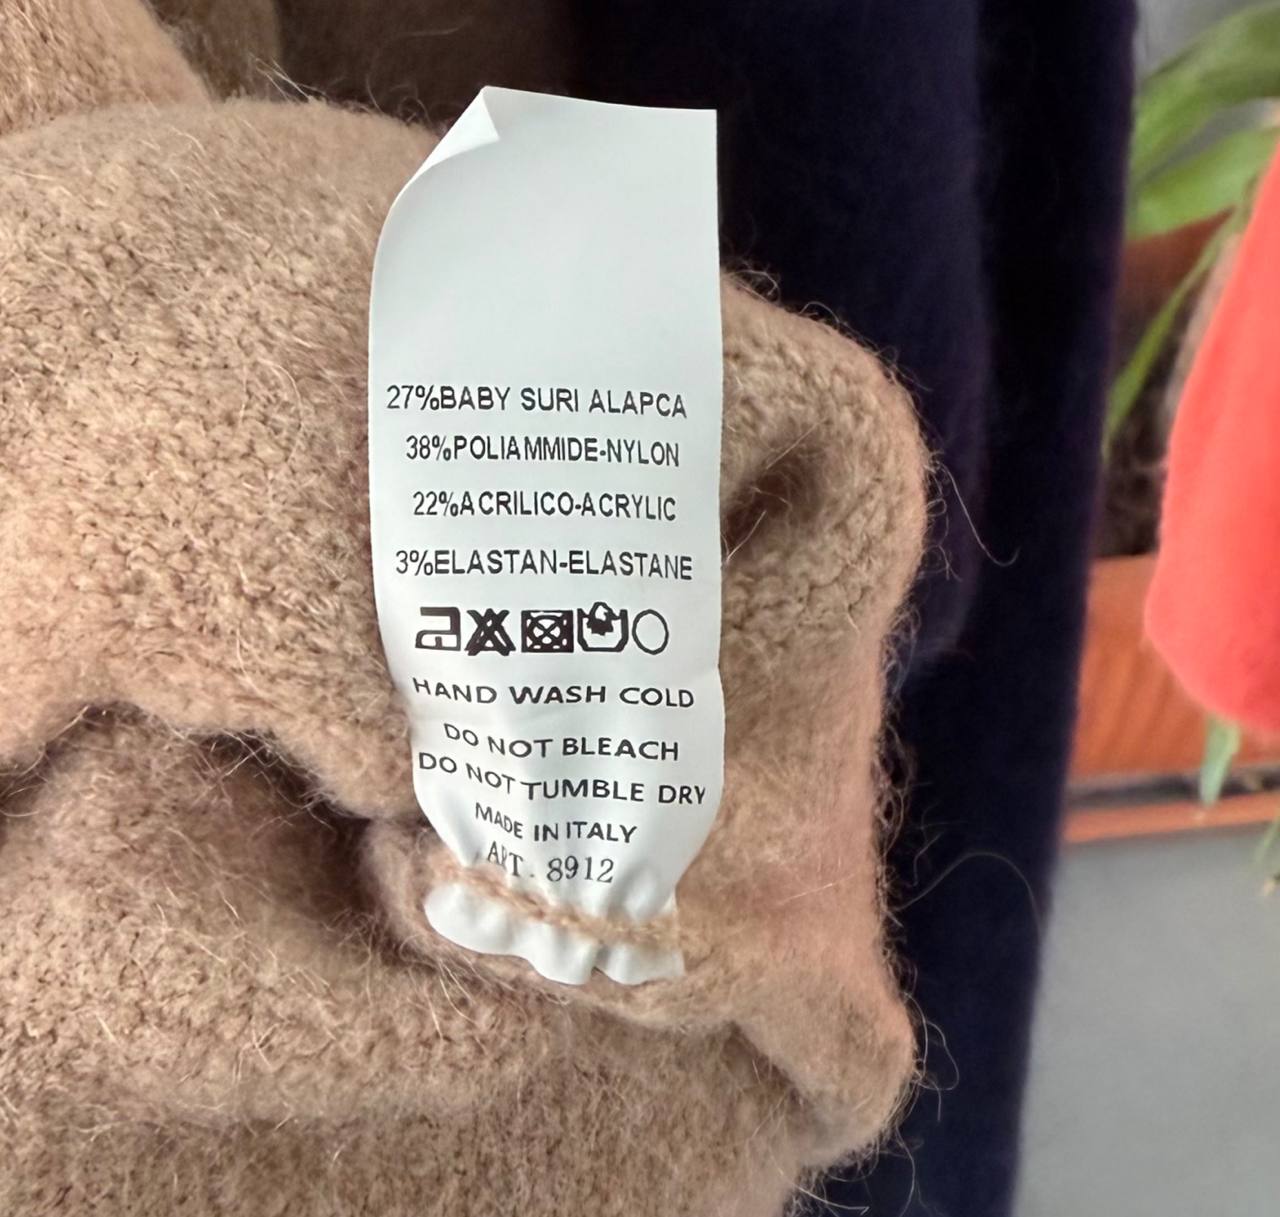 27%BABY SURI ALAPCA
38%POLIAMMIDE-NYLON
22%ACRILICO-ACRYLIC
3%ELASTAN-ELASTANE
HAND WASH COLD
DO NOT BLEACH
DO NOT TUMBLE DRY
MADE IN ITALY
ART. 8912